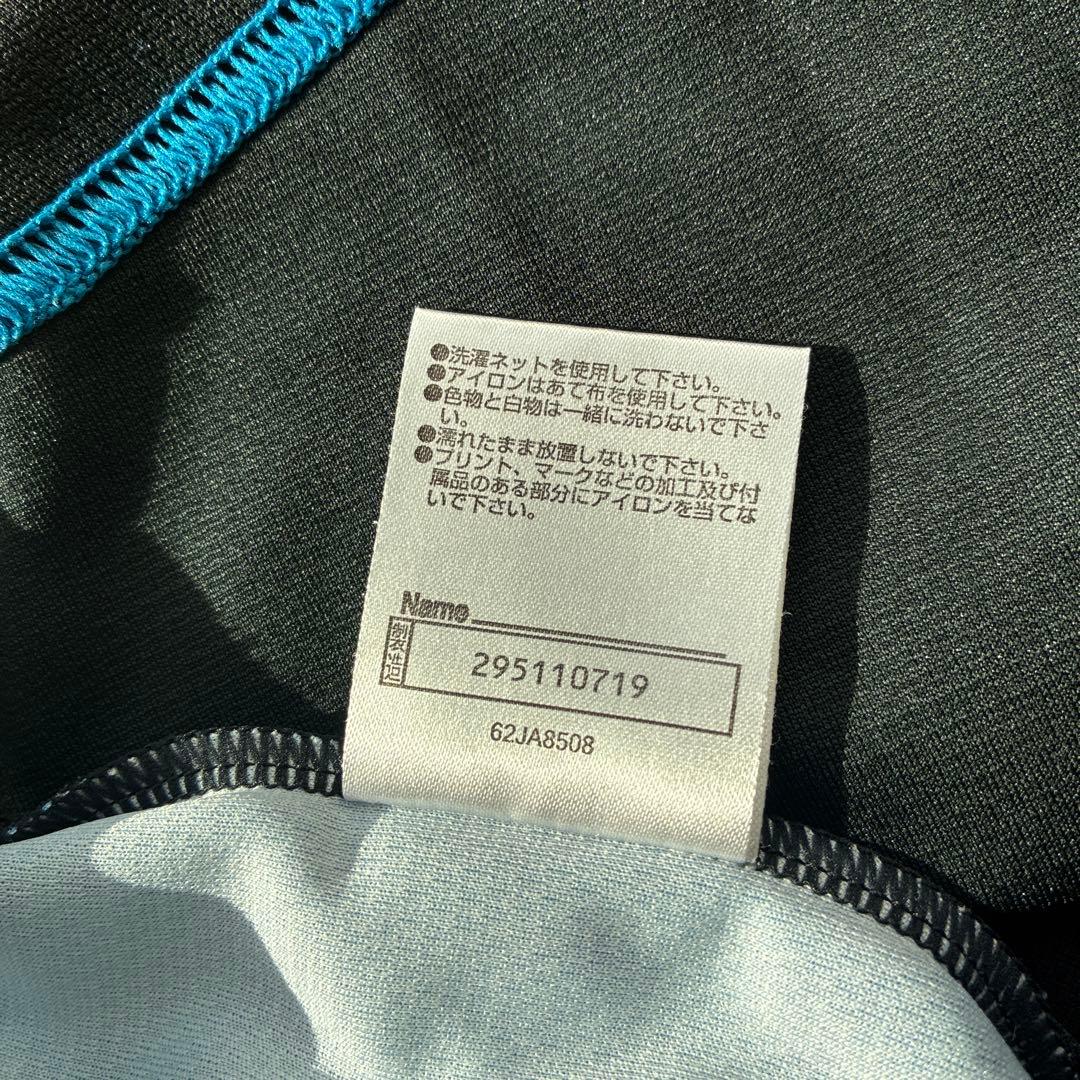 ●洗濯ネットを使用して下さい。
●アイロンはあて布を使用して下さい。
●色物と白物は一緒に洗わないで下さ
い。
●濡れたまま放置しないで下さい。
●プリント、マークなどの加工及び付
属品のある部分にアイロンを当てな
いで下さい。
Name
295110719
62JA8508